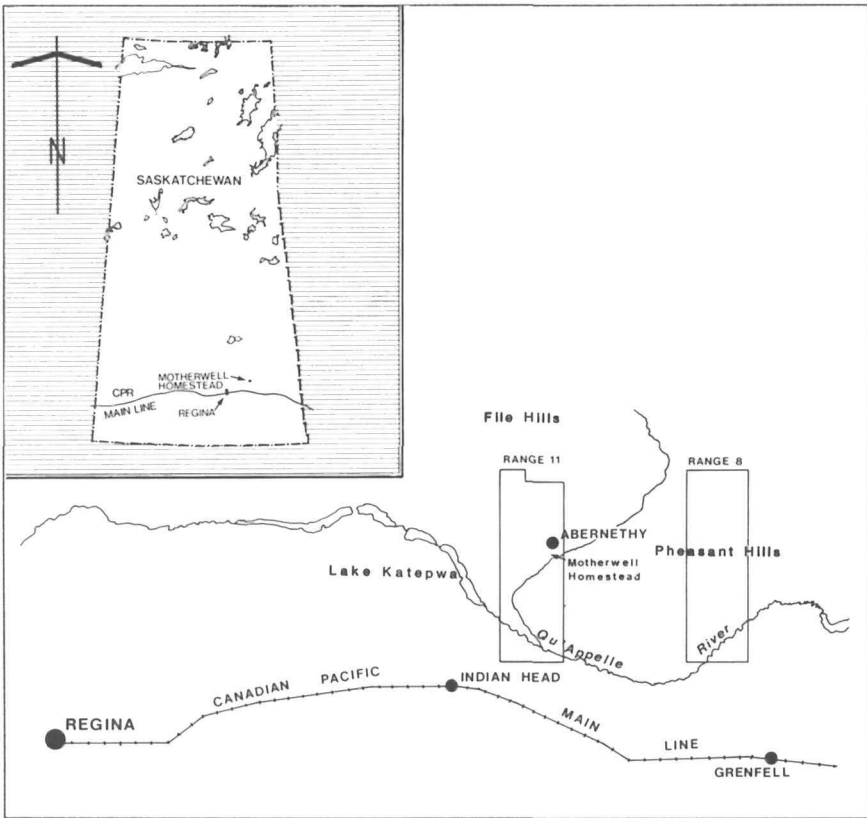 N
SASKATCHEWAN
MOTHERWELL
HOMESTEAD
CPR
MAIN LINE
REGINA
File Hills
RANGE 11
RANGE 8
ABERNETHY
Pheasant Hills
Motherwell
Homestead
Lake Katepwa
Qu'Appelle
River
INDIAN HEAD
CANADIAN PACIFIC
MAIN
LINE
REGINA
GRENFELL